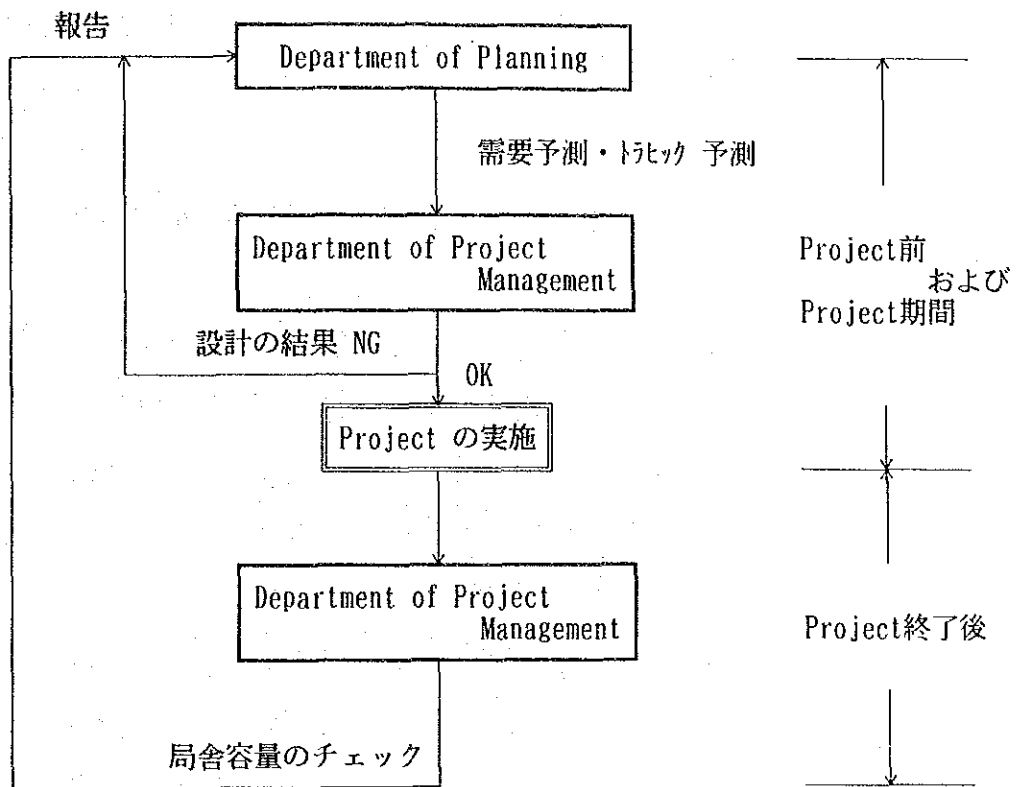 報告
Department of Planning
需要予測・ﾄﾗﾋｯｸ 予測
Department of Project
Management
Project前
および
Project期間
設計の結果 NG
OK
Project の実施
Department of Project
Management
Project終了後
局舎容量のチェック